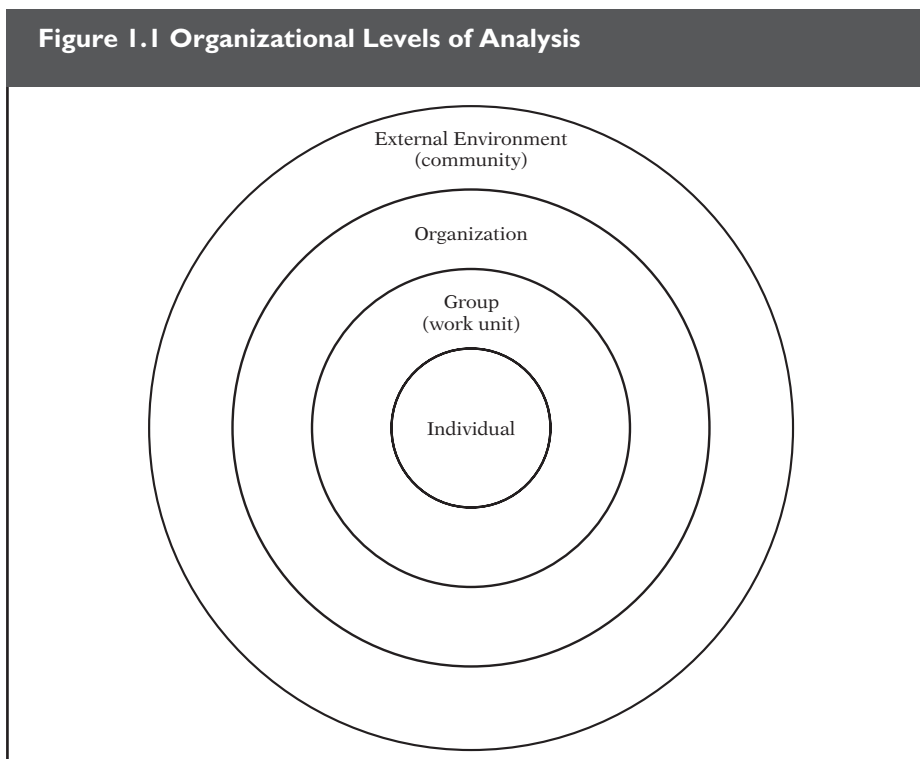 Figure 1.1 Organizational Levels of Analysis
External Environment
(community)
Organization
Group
(work unit)
Individual